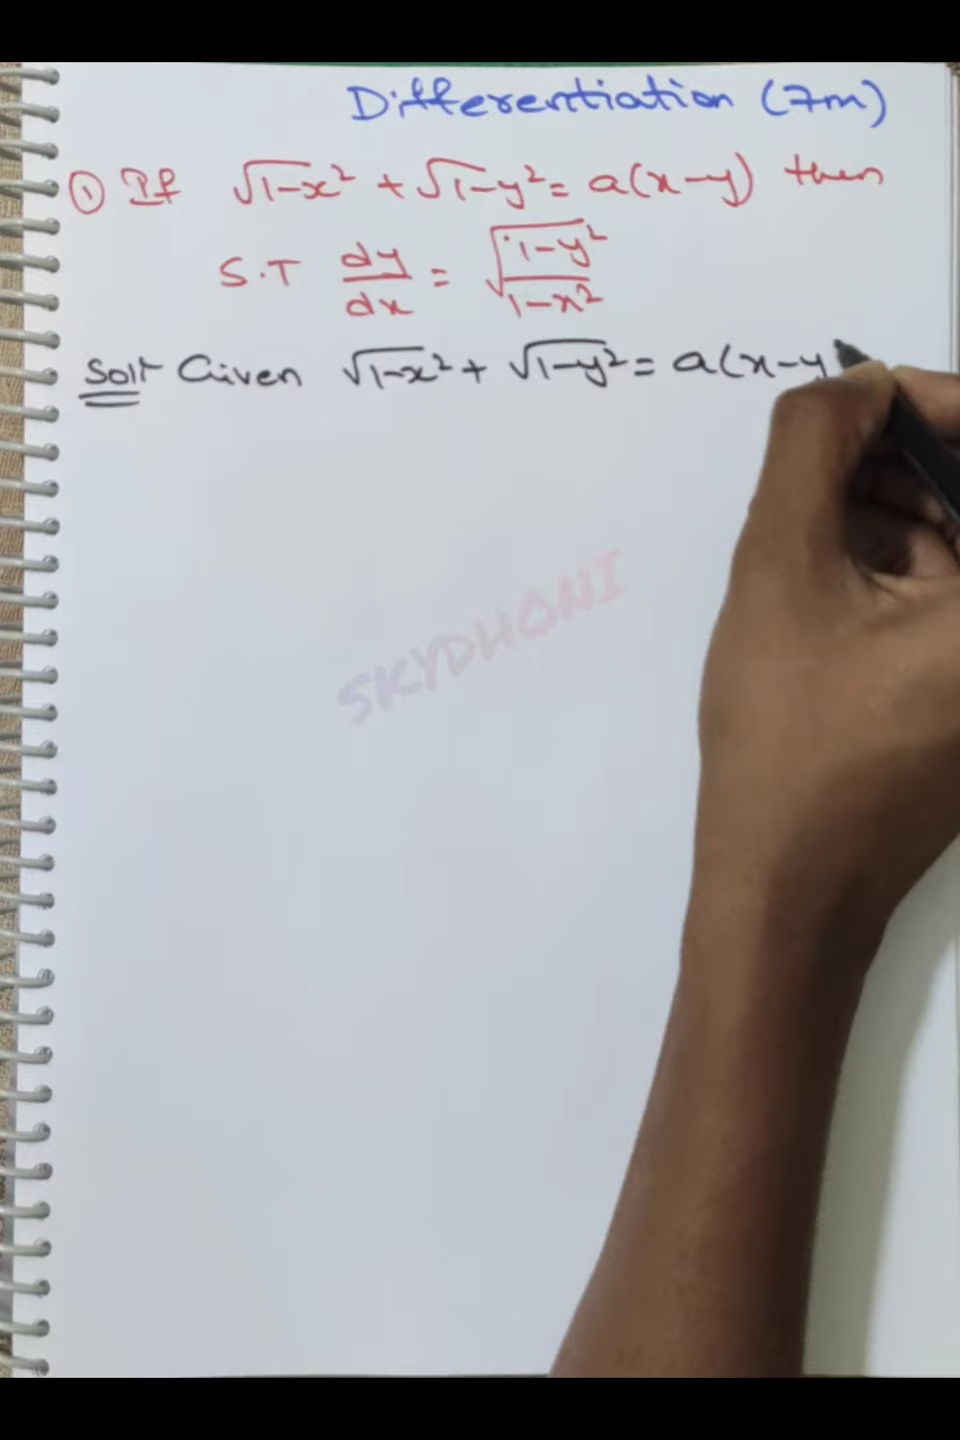 Differentiation (7m)
① If √1-x² + √1-y² = a(x-y) then
S.T dy/dx = √1-y²/1-x²
Sol:- Given √1-x² + √1-y² = a(x-y)
SKYDHONI